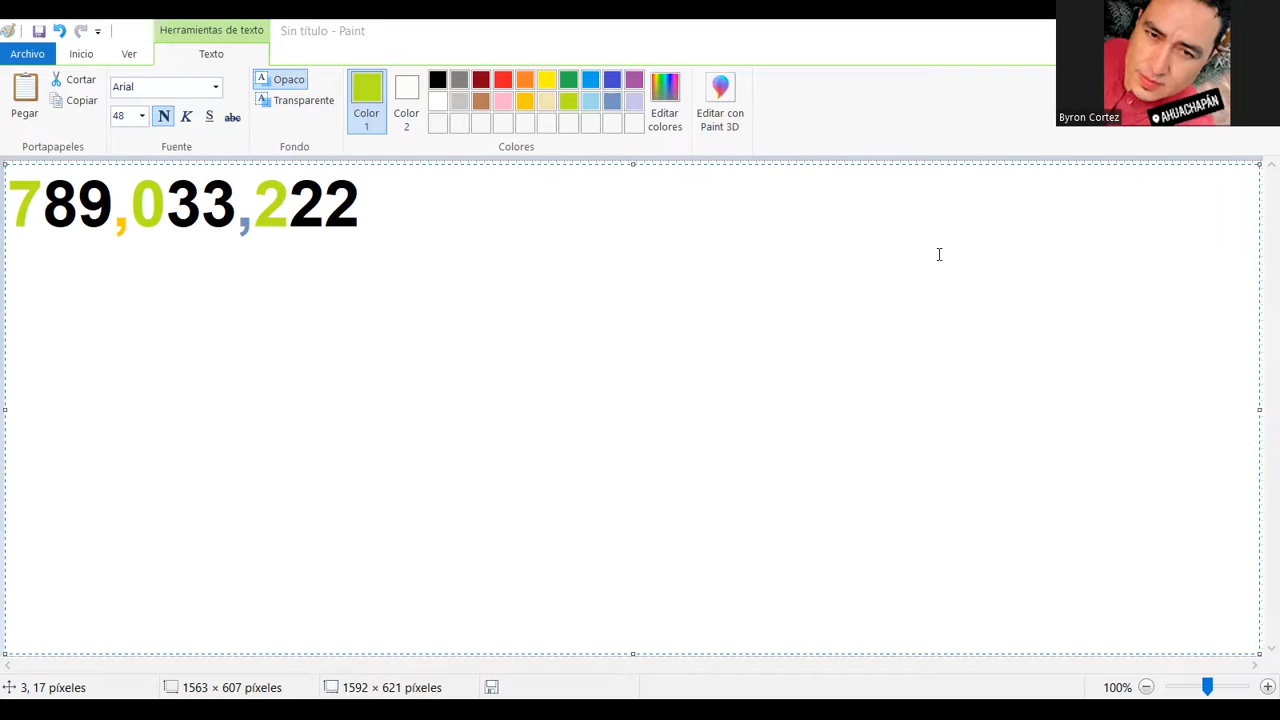 Herramientas de texto Sin título - Paint
Archivo Inicio Ver Texto
Pegar
Cortar
Copiar
Portapapeles
Arial
48 N K S abc
Fuente
A Opaco
A Transparente
Fondo
Color 1
Color 2
Colores
Editar colores
Editar con Paint 3D
AHUACHAPÁN
Byron Cortez
789,033,222
3, 17 píxeles 1563 × 607 píxeles 1592 × 621 píxeles 100%